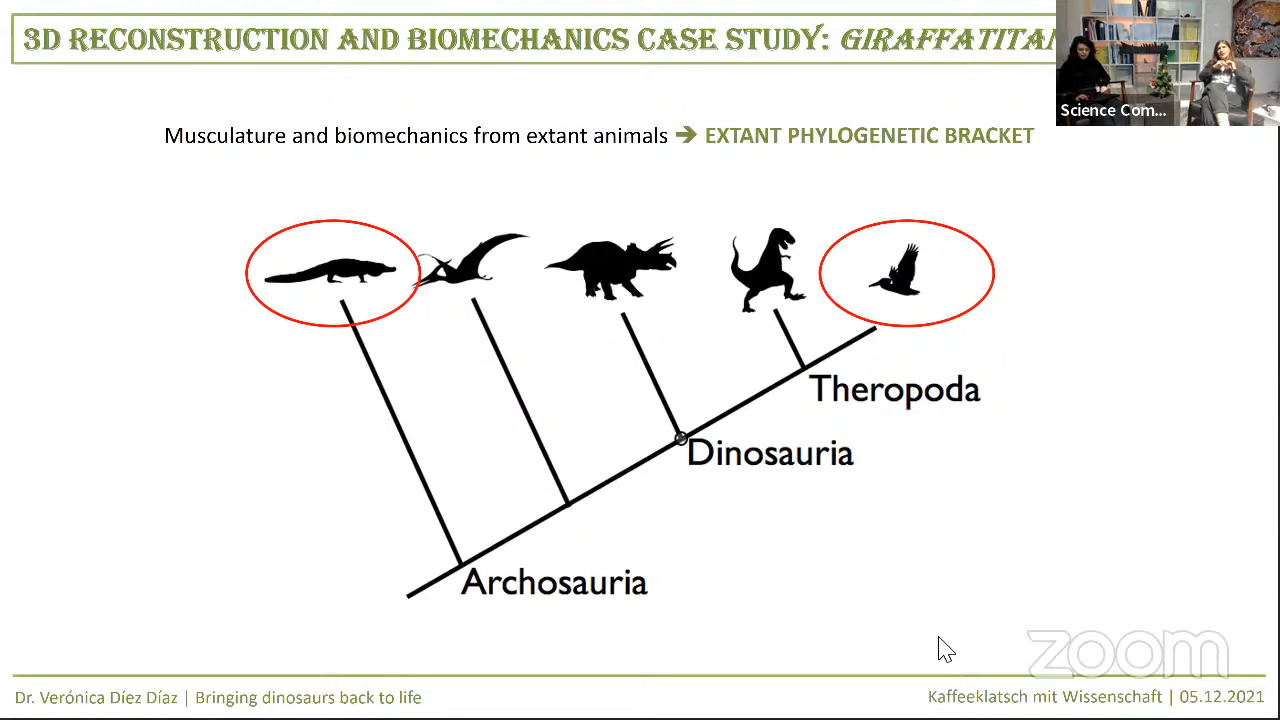 3D RECONSTRUCTION AND BIOMECHANICS CASE STUDY: GIRAFFATITAN
Science Com...
Musculature and biomechanics from extant animals → EXTANT PHYLOGENETIC BRACKET
Theropoda
Dinosauria
Archosauria
zoom
Dr. Verónica Díez Díaz | Bringing dinosaurs back to life
Kaffeeklatsch mit Wissenschaft | 05.12.2021